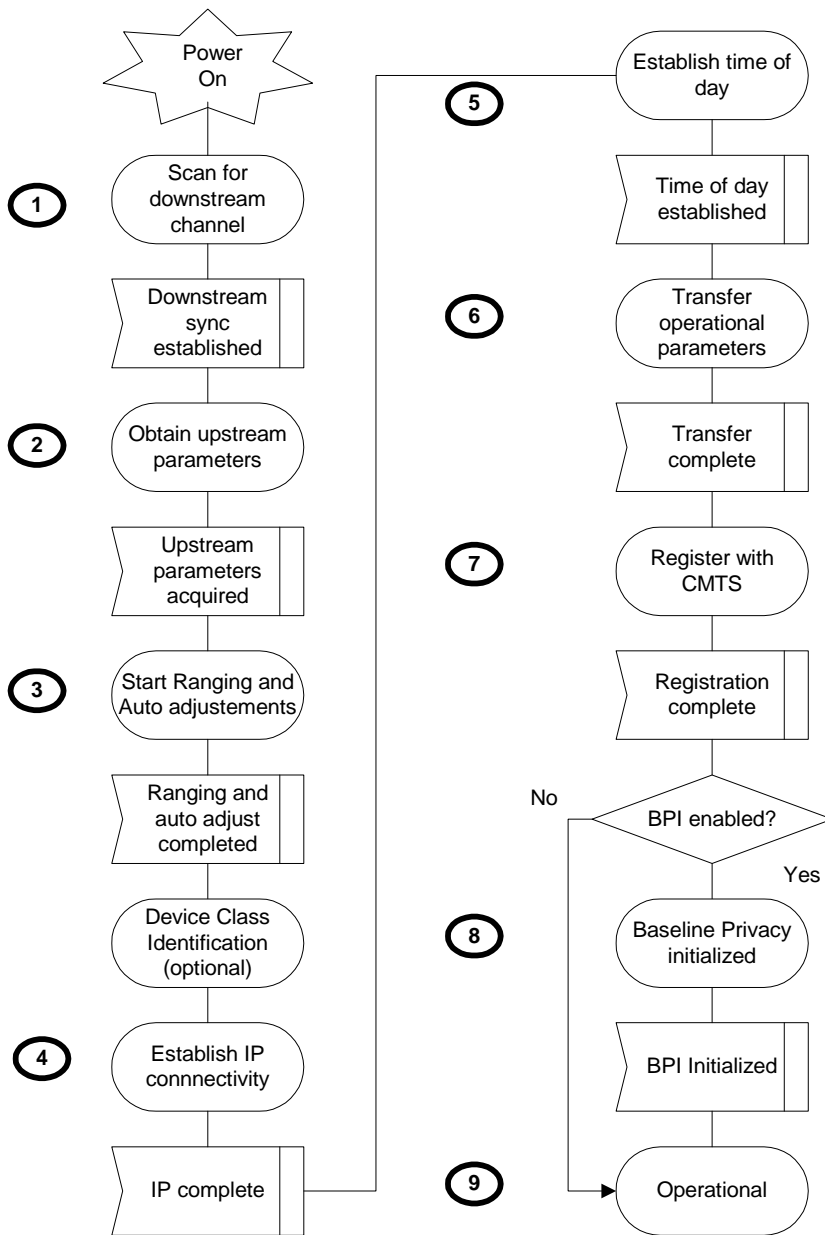 Power
On
1
Scan for
downstream
channel
Downstream
sync
established
2
Obtain upstream
parameters
Upstream
parameters
acquired
3
Start Ranging and
Auto adjustements
Ranging and
auto adjust
completed
Device Class
Identification
(optional)
4
Establish IP
connnectivity
IP complete
5
Establish time of
day
Time of day
established
6
Transfer
operational
parameters
Transfer
complete
7
Register with
CMTS
Registration
complete
No
BPI enabled?
Yes
8
Baseline Privacy
initialized
BPI Initialized
9
Operational